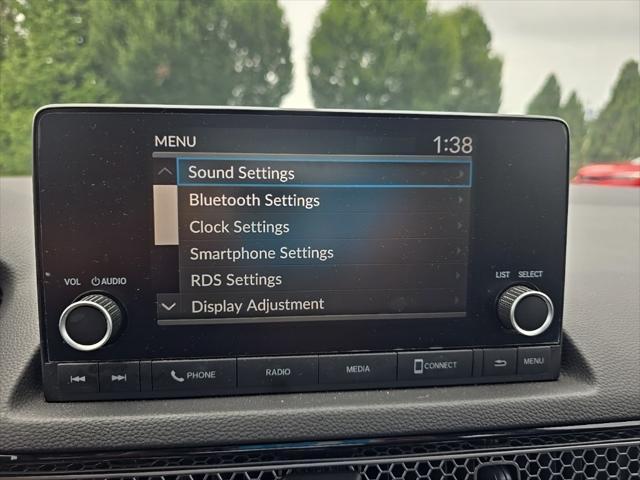 MENU
1:38
Sound Settings
Bluetooth Settings
Clock Settings
Smartphone Settings
RDS Settings
Display Adjustment
VOL AUDIO
LIST SELECT
PHONE
RADIO
MEDIA
CONNECT
MENU